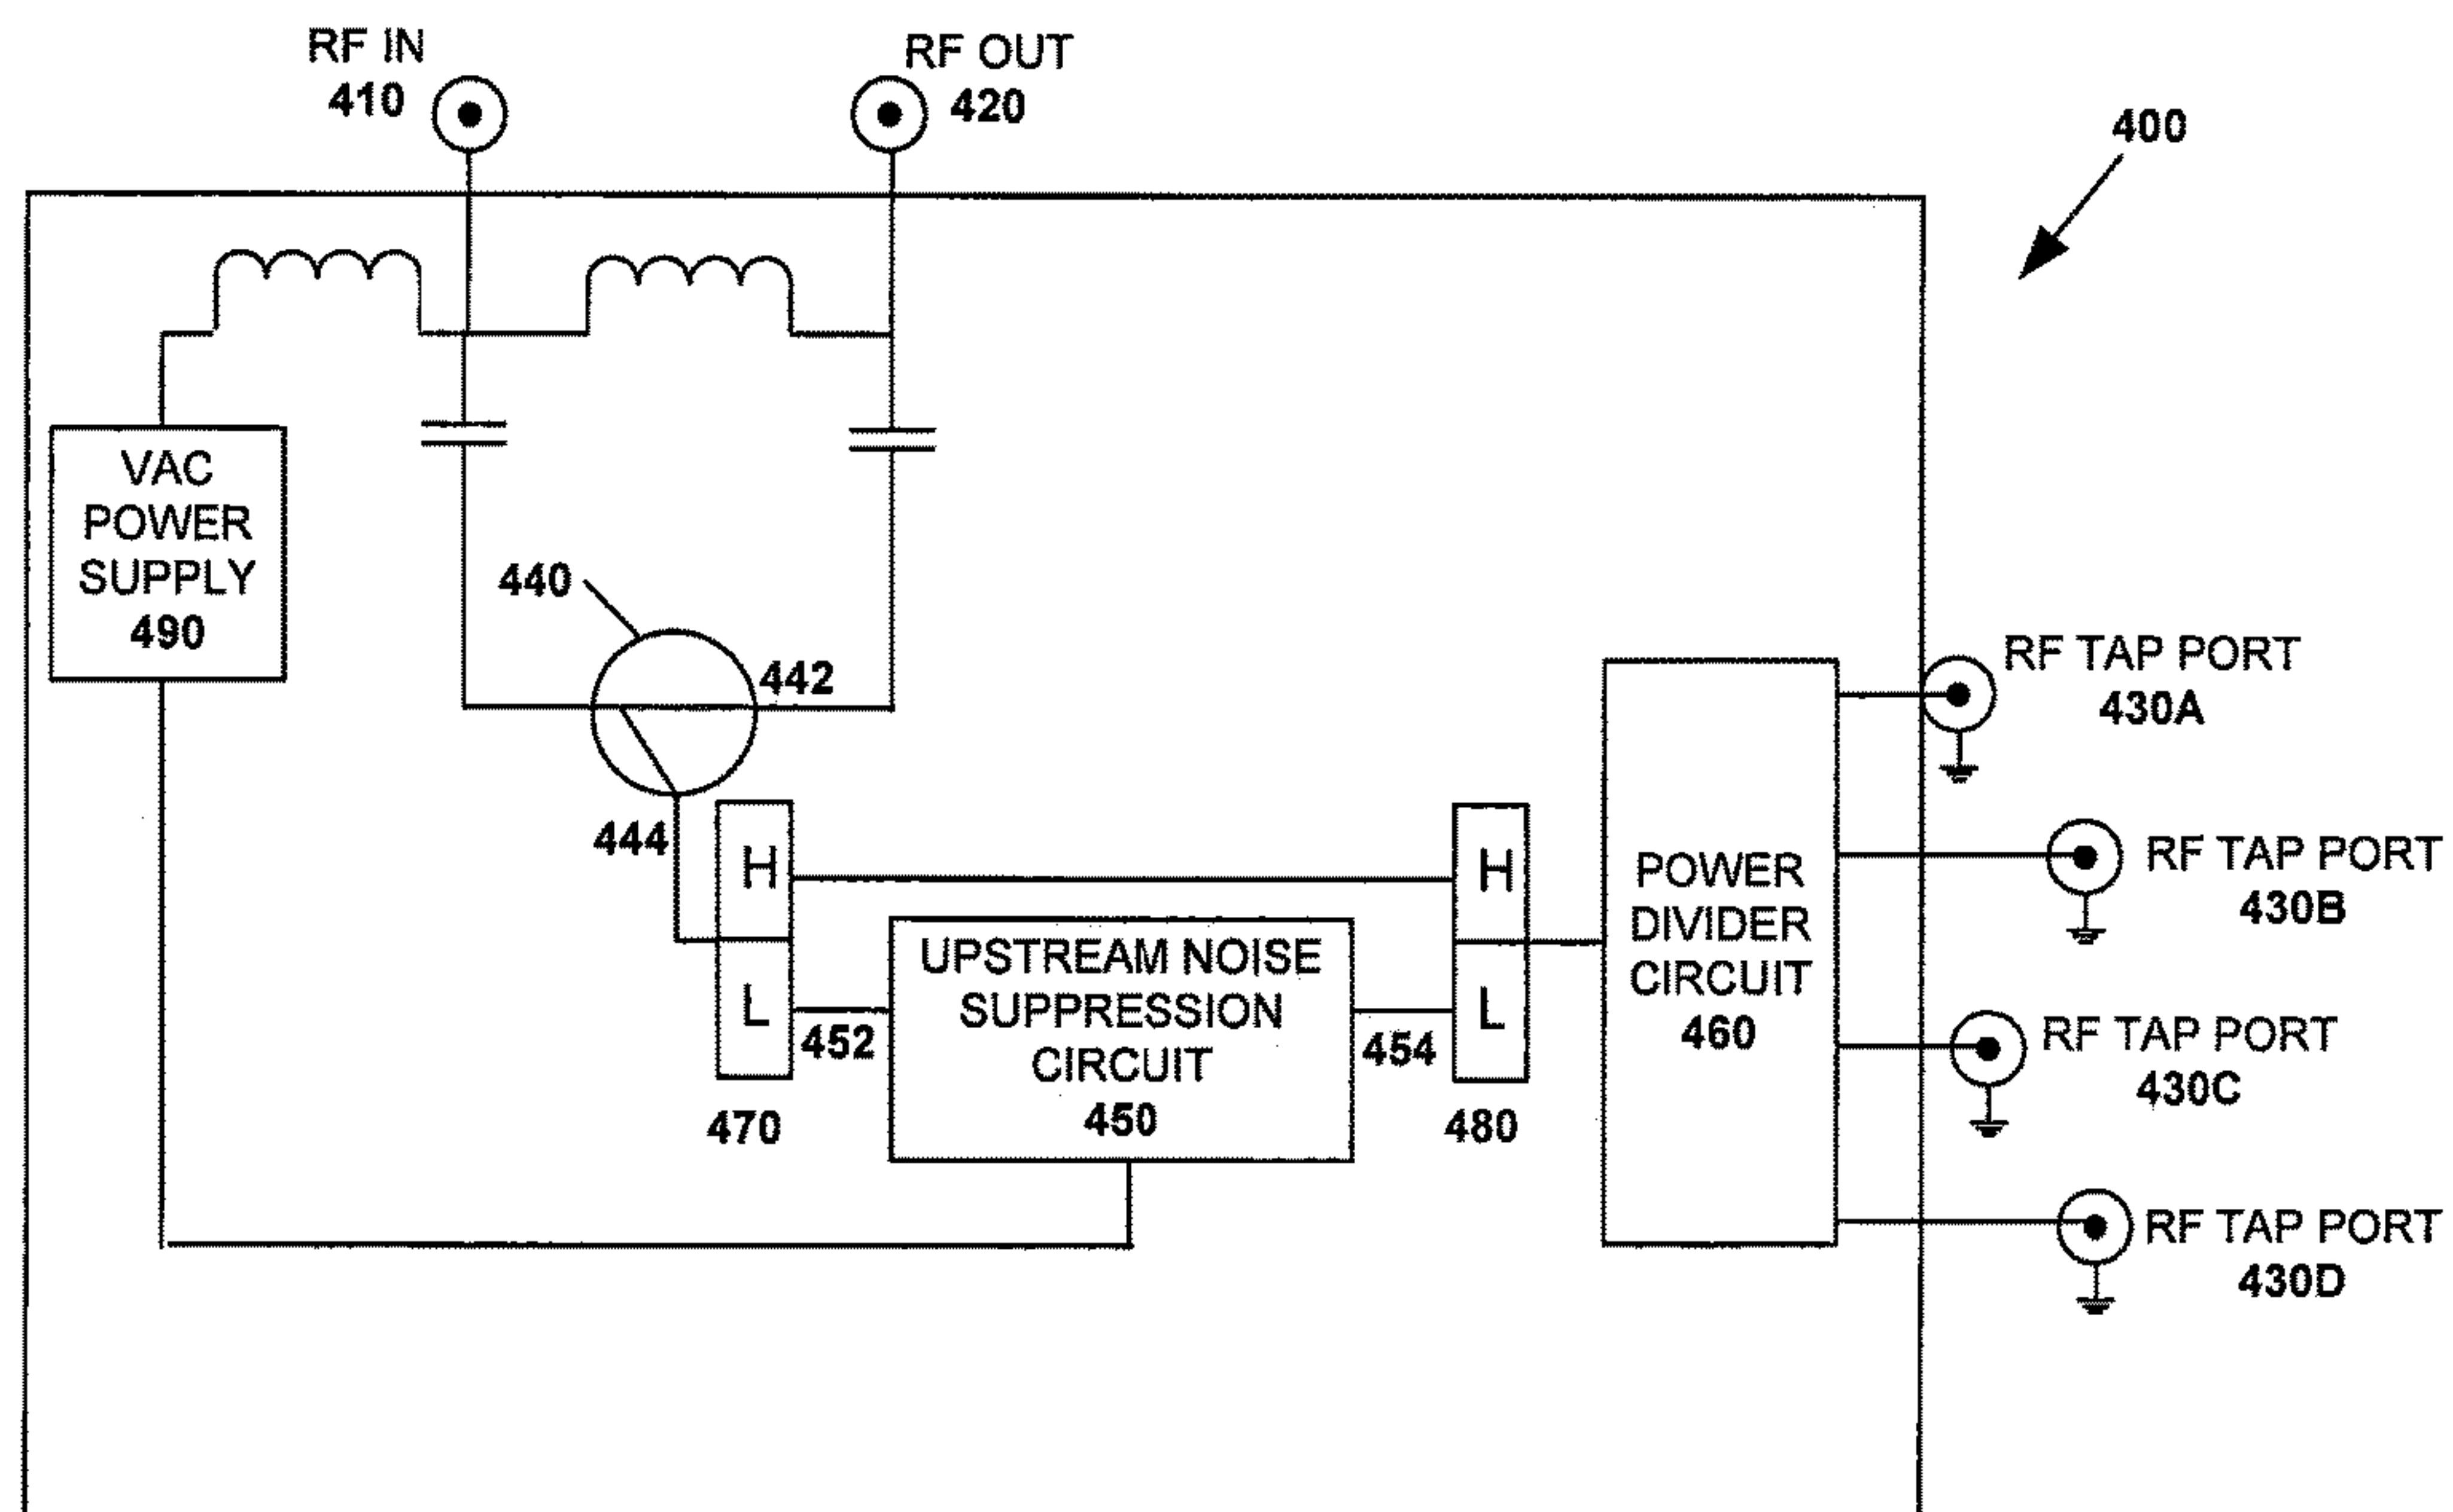 RF IN
410
RF OUT
420
400
VAC
POWER
SUPPLY
490
440
442
444
H
L
470
452
UPSTREAM NOISE
SUPPRESSION
CIRCUIT
450
454
H
L
480
POWER
DIVIDER
CIRCUIT
460
RF TAP PORT
430A
RF TAP PORT
430B
RF TAP PORT
430C
RF TAP PORT
430D